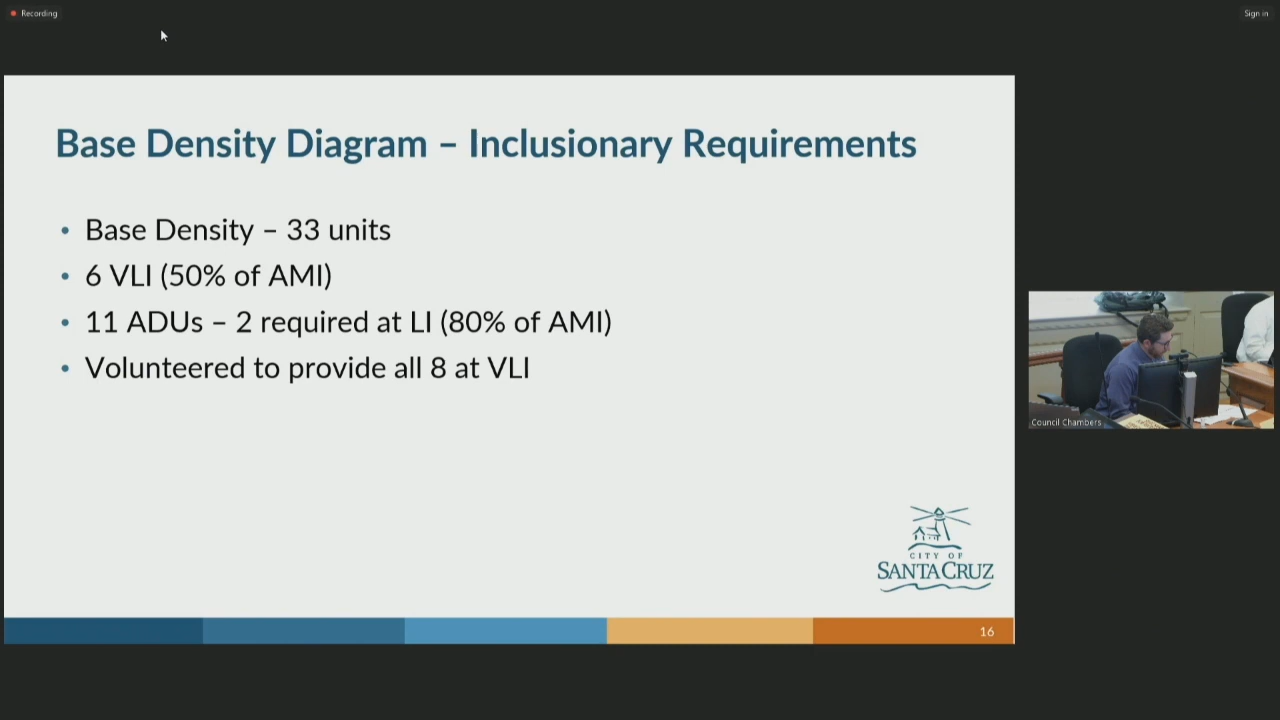 Recording
Sign in
Base Density Diagram – Inclusionary Requirements
• Base Density – 33 units
• 6 VLI (50% of AMI)
• 11 ADUs – 2 required at LI (80% of AMI)
• Volunteered to provide all 8 at VLI
Council Chambers
CITY OF
SANTA CRUZ
16